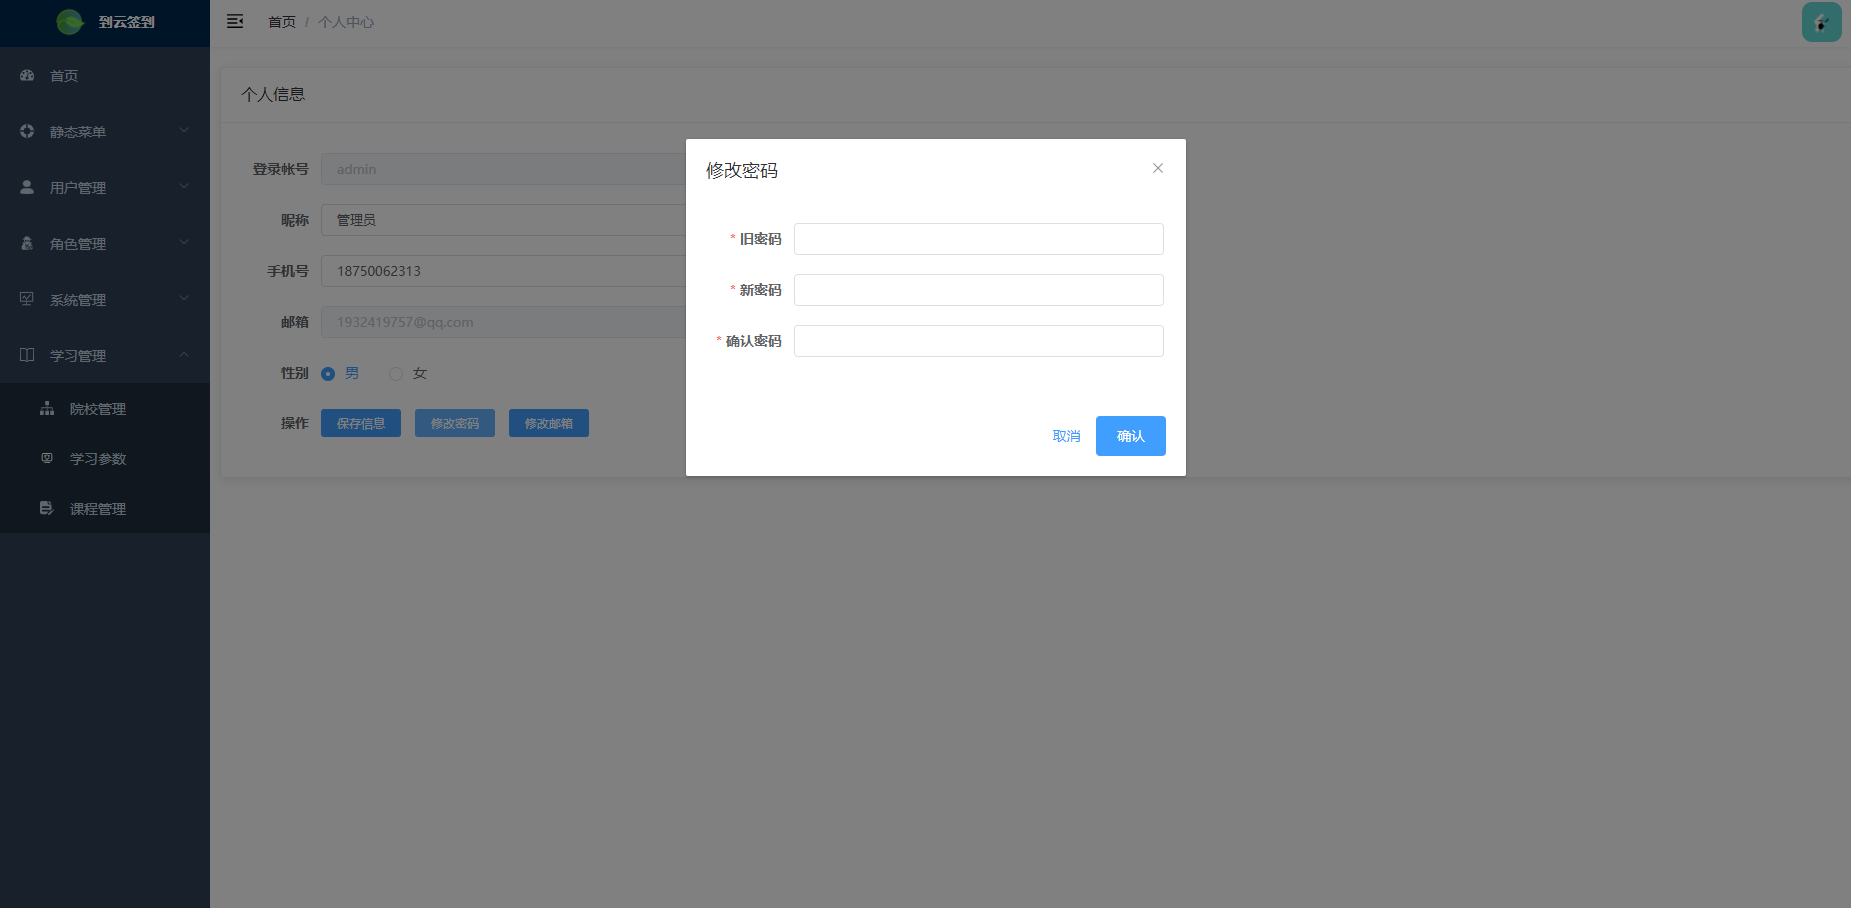 到云签到
首页
静态菜单
用户管理
角色管理
系统管理
学习管理
院校管理
学习参数
课程管理
首页 / 个人中心
个人信息
登录帐号 admin
昵称 管理员
手机号 18750062313
邮箱 1932419757@qq.com
性别 男 女
操作 保存信息 修改密码 修改邮箱
修改密码
* 旧密码
* 新密码
* 确认密码
取消 确认